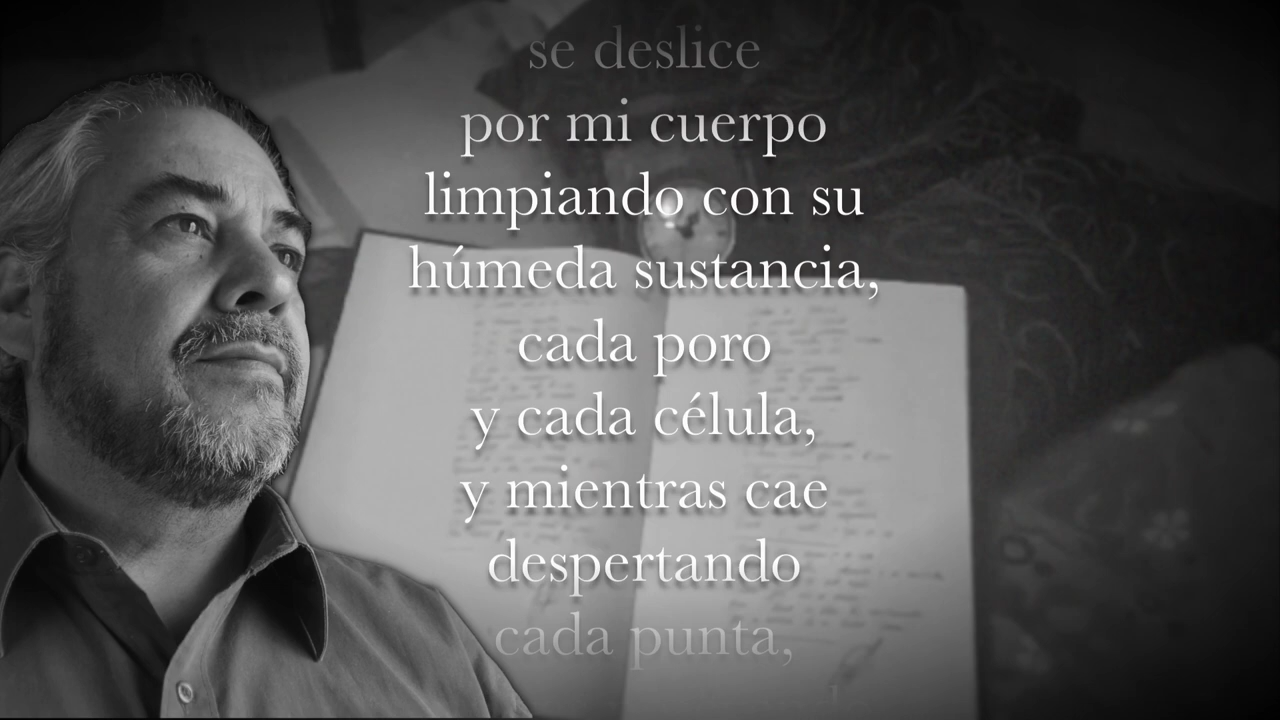 se deslice
por mi cuerpo
limpiando con su
húmeda sustancia,
cada poro
y cada célula,
y mientras cae
despertando
cada punta,